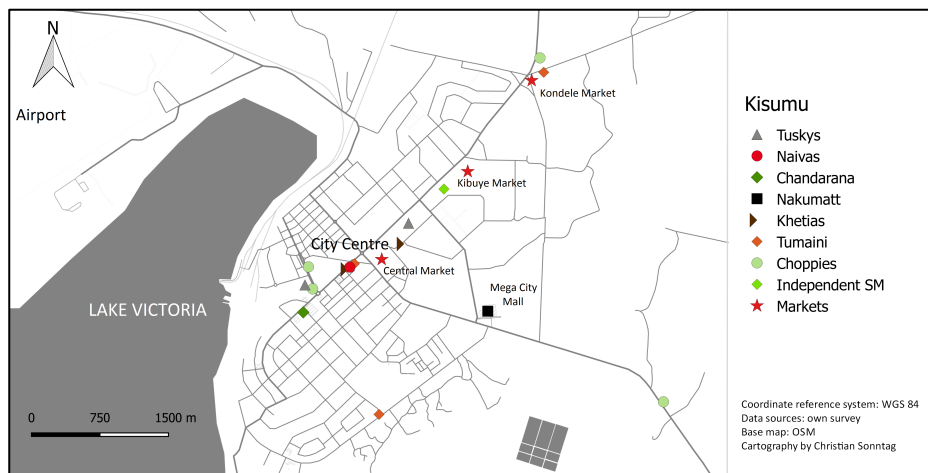 N
Airport
Kondele Market
Kibuye Market
City Centre
Central Market
Mega City
Mall
LAKE VICTORIA
0 750 1500 m
Kisumu
Tuskys
Naivas
Chandarana
Nakumatt
Khetias
Tumaini
Choppies
Independent SM
Markets
Coordinate reference system: WGS 84
Data sources: own survey
Base map: OSM
Cartography by Christian Sonntag